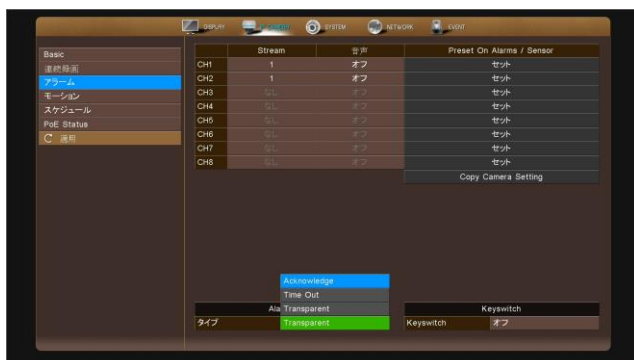 DISPLAY IP CAMERA SYSTEM NETWORK EVENT
Basic
連続録画
アラーム
モーション
スケジュール
PoE Status
適用
Stream 音声 Preset On Alarms / Sensor
CH1 1 オフ セット
CH2 1 オフ セット
CH3 なし オフ セット
CH4 なし オフ セット
CH5 なし オフ セット
CH6 なし オフ セット
CH7 なし オフ セット
CH8 なし オフ セット
Copy Camera Setting
Acknowledge
Time Out
Ala Transparent Keyswitch
タイプ Transparent Keyswitch オフ